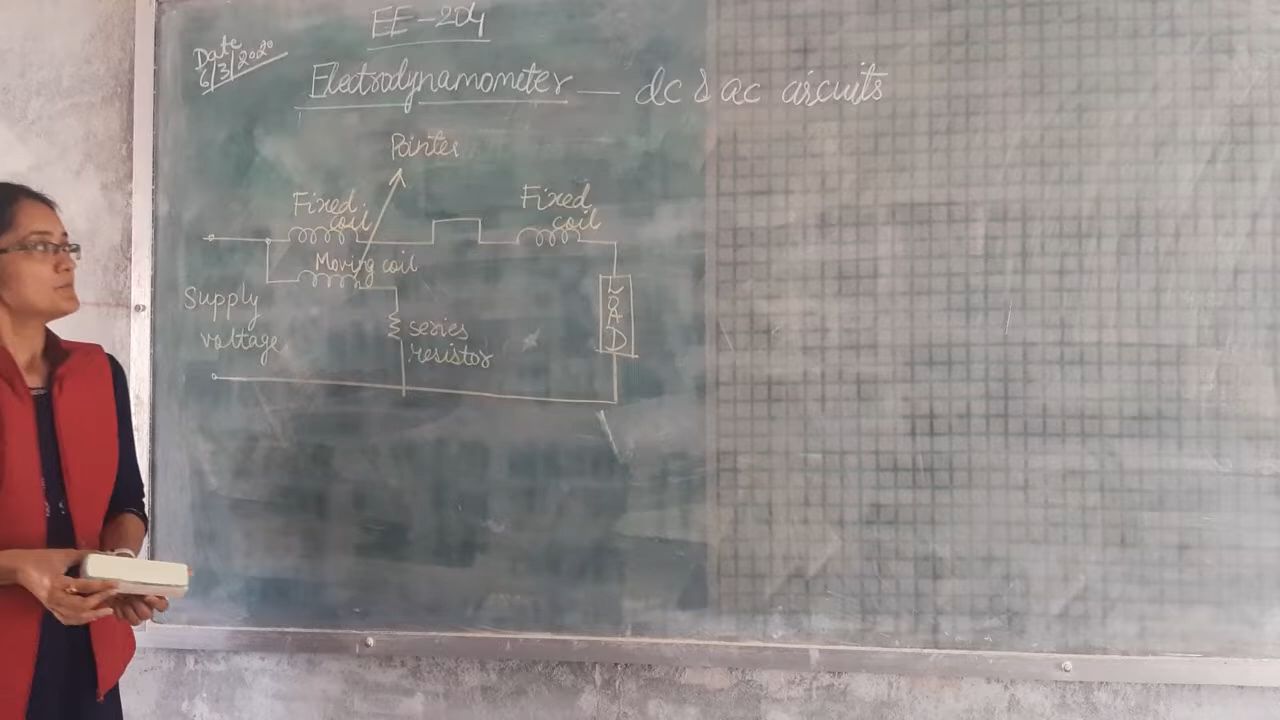 EE-204
Date
6/3/2020
Electrodynamometer — dc & ac circuits
Pointer
Fixed
coil
Fixed
coil
Moving coil
Supply
voltage
series
resistor
LOAD